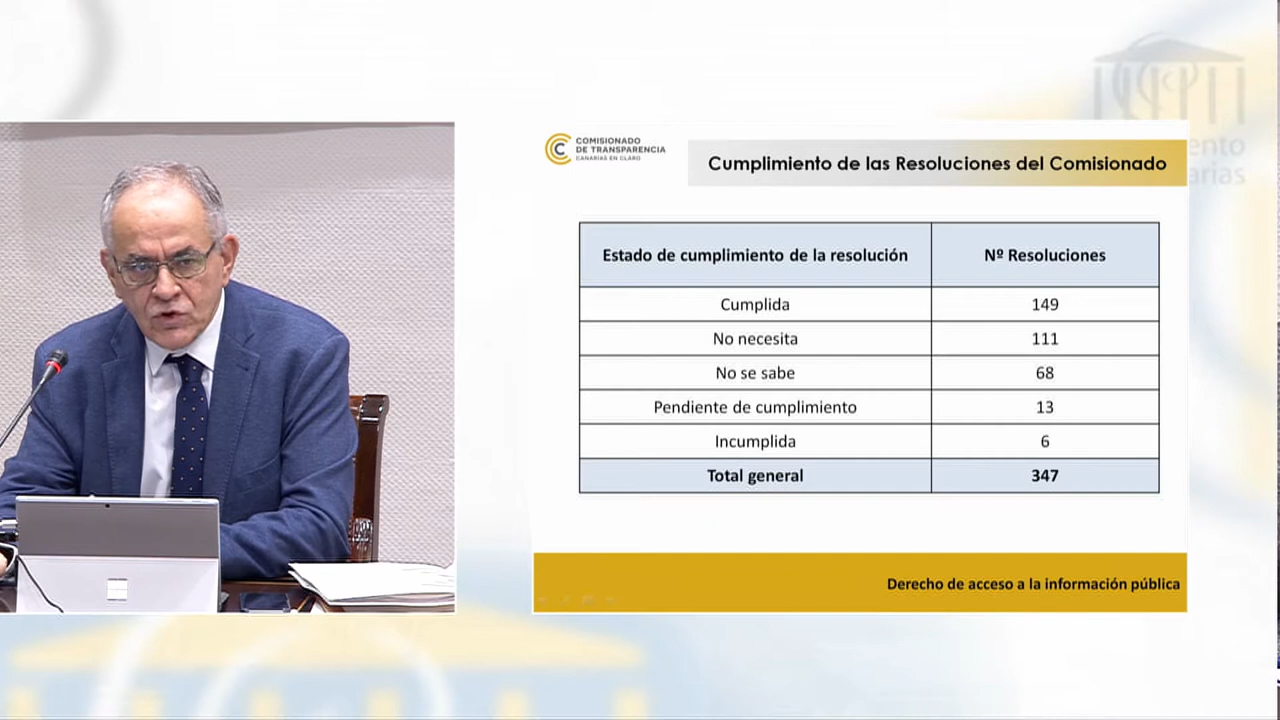 COMISIONADO
DE TRANSPARENCIA
CANARIAS EN CLARO
Cumplimiento de las Resoluciones del Comisionado
ento
arias
Estado de cumplimiento de la resolución Nº Resoluciones
Cumplida 149
No necesita 111
No se sabe 68
Pendiente de cumplimiento 13
Incumplida 6
Total general 347
Derecho de acceso a la información pública